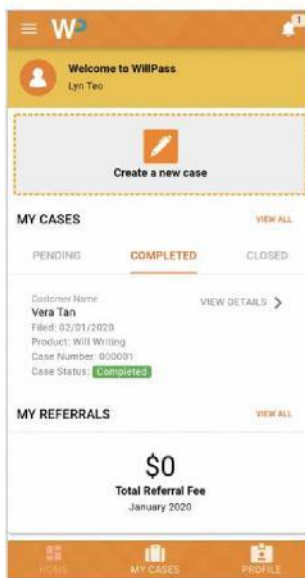 WP
1
Welcome to WillPass
Lyn Teo
Create a new case
MY CASES
VIEW ALL
PENDING
COMPLETED
CLOSED
Customer Name
VIEW DETAILS
Vera Tan
Filed: 02/01/2020
Product: Will Writing
Case Number: 000001
Case Status: Completed
MY REFERRALS
VIEW ALL
$0
Total Referral Fee
January 2020
HOME
MY CASES
PROFILE